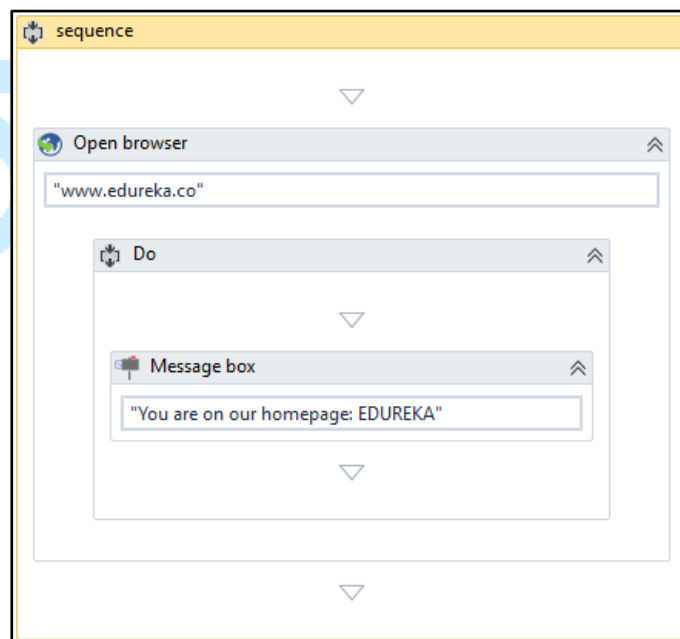 sequence
Open browser
"www.edureka.co"
Do
Message box
"You are on our homepage: EDUREKA"